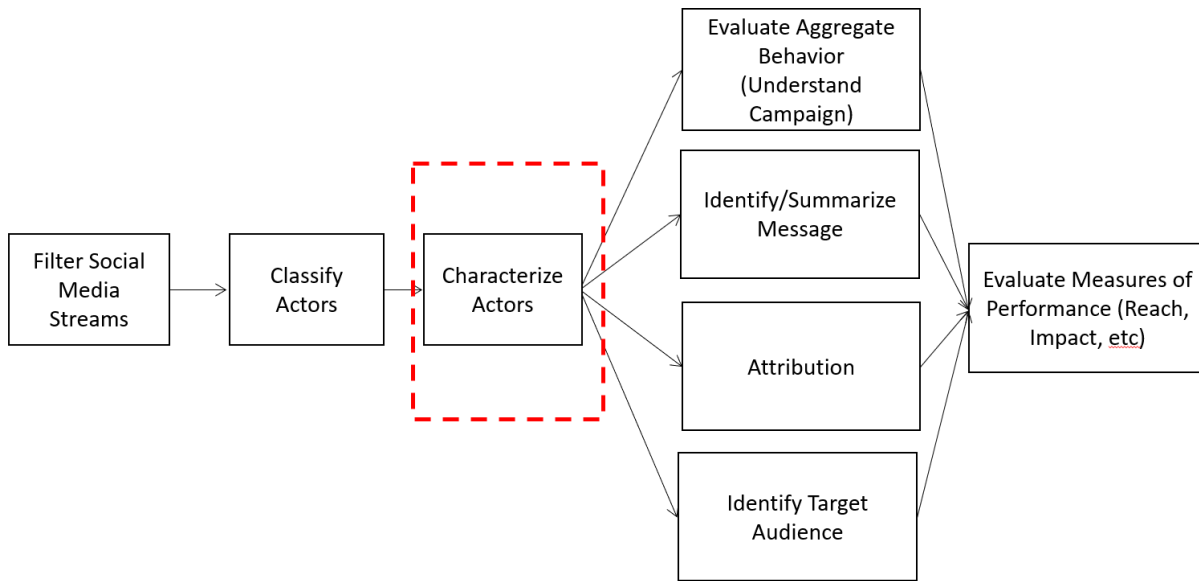 Filter Social
Media
Streams
Classify
Actors
Characterize
Actors
Evaluate Aggregate
Behavior
(Understand
Campaign)
Identify/Summarize
Message
Attribution
Identify Target
Audience
Evaluate Measures of
Performance (Reach,
Impact, etc)